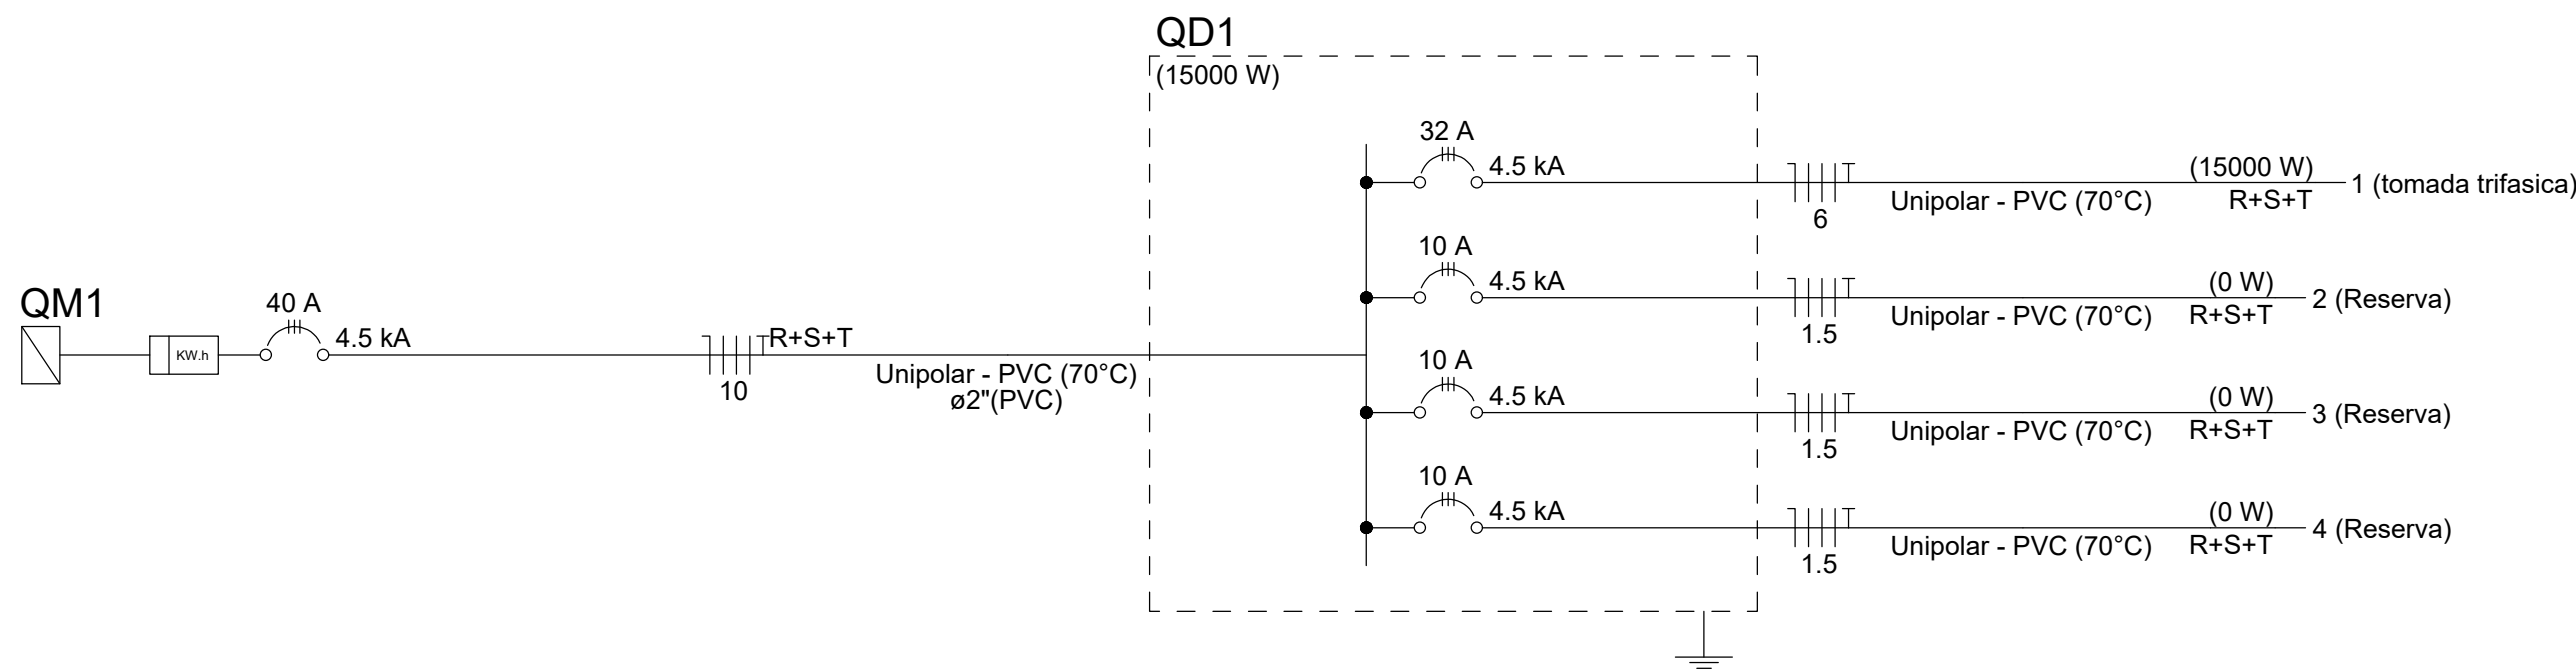 QD1
(15000 W)
32 A
4.5 kA
(15000 W)
1 (tomada trifasica)
6
Unipolar - PVC (70°C)
R+S+T
10 A
4.5 kA
(0 W)
2 (Reserva)
1.5
Unipolar - PVC (70°C)
R+S+T
QM1
KW.h
40 A
4.5 kA
10
R+S+T
Unipolar - PVC (70°C)
ø2"(PVC)
10 A
4.5 kA
(0 W)
3 (Reserva)
1.5
Unipolar - PVC (70°C)
R+S+T
10 A
4.5 kA
(0 W)
4 (Reserva)
1.5
Unipolar - PVC (70°C)
R+S+T